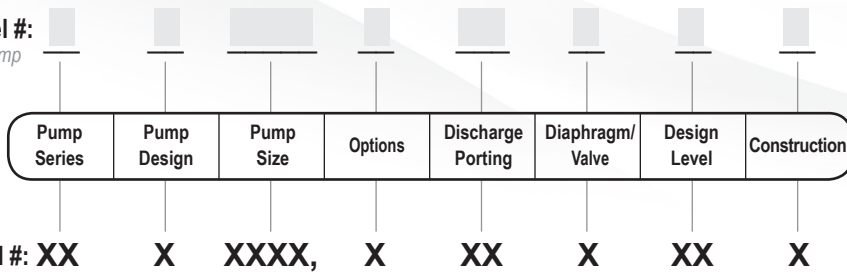 l #:
mp
Pump Series
Pump Design
Pump Size
Options
Discharge Porting
Diaphragm/ Valve
Design Level
Construction
l #: XX X XXXX, X XX X XX X